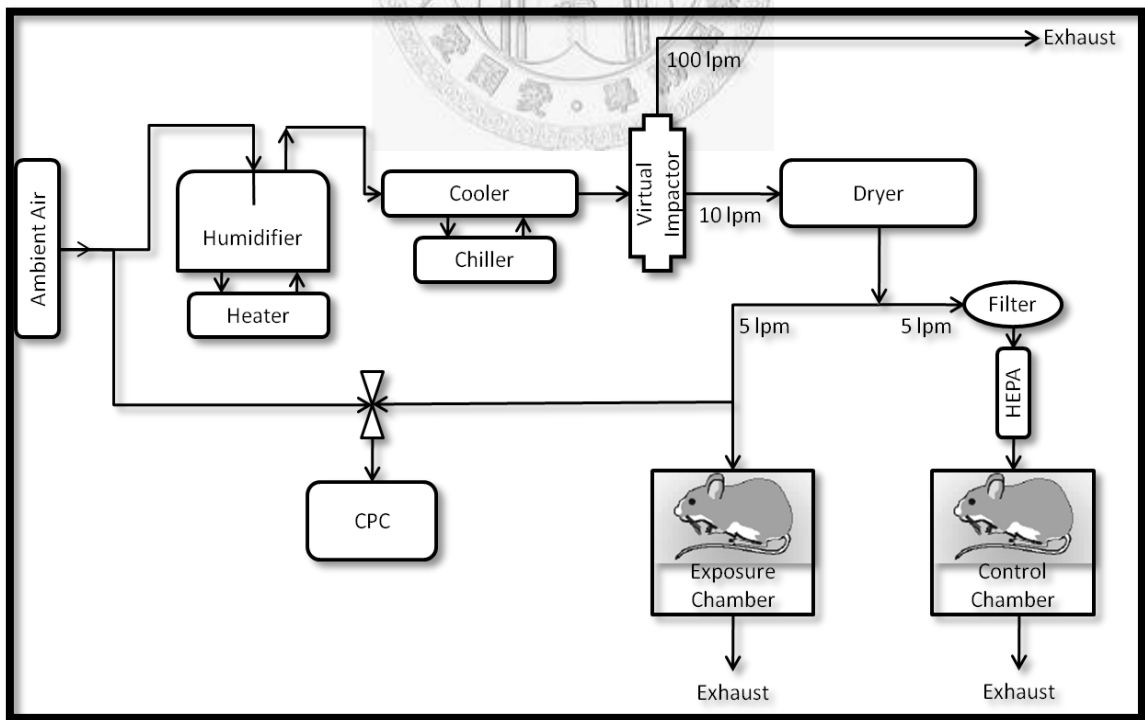 Exhaust
100 lpm
Ambient Air
Humidifier
Heater
Cooler
Chiller
Virtual
Impactor
10 lpm
Dryer
5 lpm
5 lpm
Filter
HEPA
CPC
Exposure
Chamber
Control
Chamber
Exhaust
Exhaust